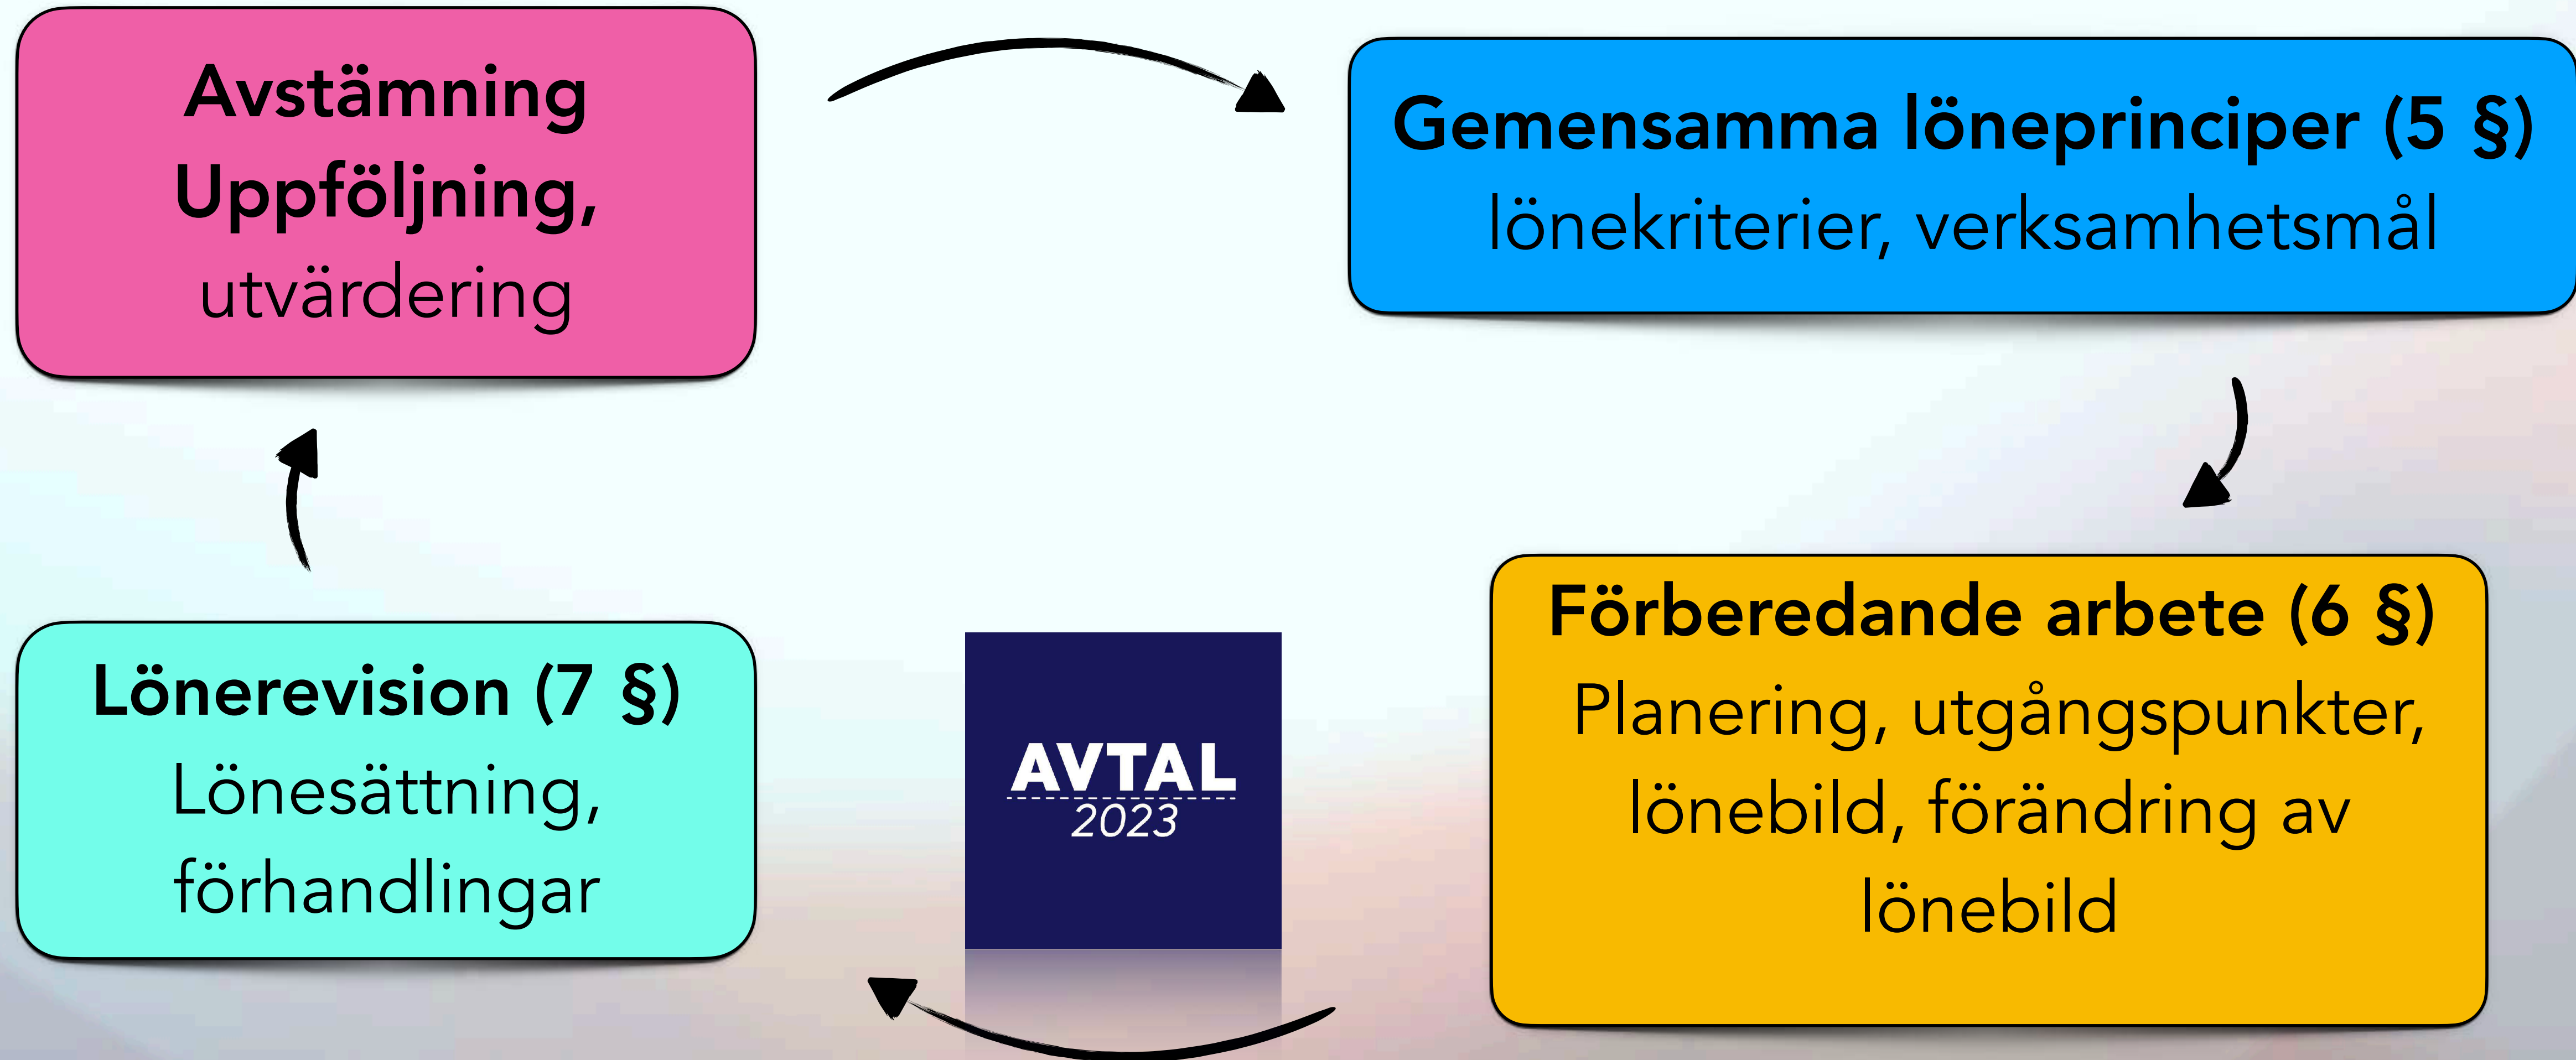 Avstämning
Uppföljning,
utvärdering
Gemensamma löneprinciper (5 §)
lönekriterier, verksamhetsmål
Förberedande arbete (6 §)
Planering, utgångspunkter,
lönebild, förändring av
lönebild
Lönerevision (7 §)
Lönesättning,
förhandlingar
AVTAL
2023